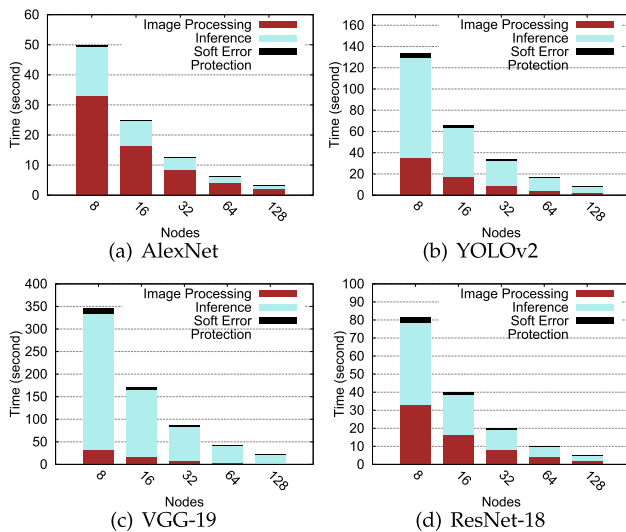 Image Processing
Inference
Soft Error
Protection
60
50
40
30
20
10
0
Time (second)
8
16
32
64
128
Nodes
(a) AlexNet
Image Processing
Inference
Soft Error
Protection
160
140
120
100
80
60
40
20
0
Time (second)
8
16
32
64
128
Nodes
(b) YOLOv2
Image Processing
Inference
Soft Error
Protection
400
350
300
250
200
150
100
50
0
Time (second)
8
16
32
64
128
Nodes
(c) VGG-19
Image Processing
Inference
Soft Error
Protection
100
90
80
70
60
50
40
30
20
10
0
Time (second)
8
16
32
64
128
Nodes
(d) ResNet-18